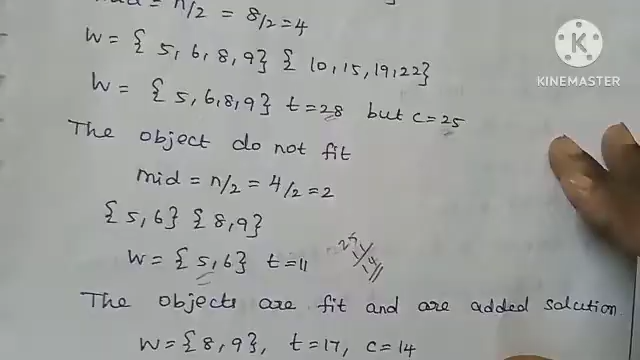 = n/2 = 8/2 = 4
W = { 5, 6, 8, 9} { 10, 15, 19, 22}
W = { 5, 6, 8, 9} t = 28 but c = 25
The object do not fit
mid = n/2 = 4/2 = 2
{ 5, 6} { 8, 9}
W = { 5, 6} t = 11
The objects are fit and are added solution
W = { 8, 9}, t = 17, c = 14
K
KINEMASTER